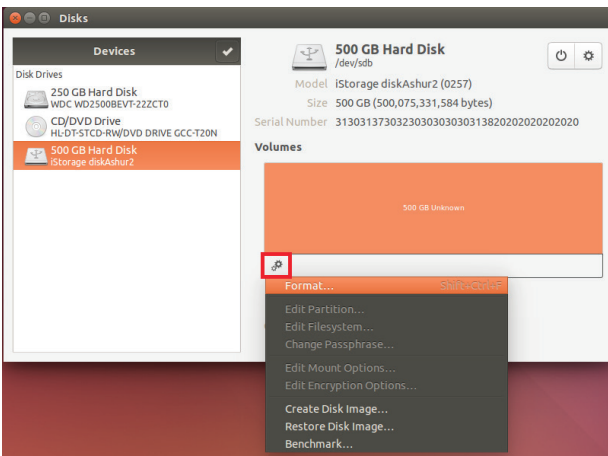 Disks
Devices
Disk Drives
250 GB Hard Disk
WDC WD2500BEVT-22ZCT0
CD/DVD Drive
HL-DT-STCD-RW/DVD DRIVE GCC-T20N
500 GB Hard Disk
iStorage diskAshur2
500 GB Hard Disk
/dev/sdb
Model iStorage diskAshur2 (0257)
Size 500 GB (500,075,331,584 bytes)
Volumes
500 GB Unknown
Format... Shift+Ctrl+F
Edit Partition...
Edit Filesystem...
Change Passphrase...
Edit Mount Options...
Edit Encryption Options...
Create Disk Image...
Restore Disk Image...
Benchmark...
Serial Number